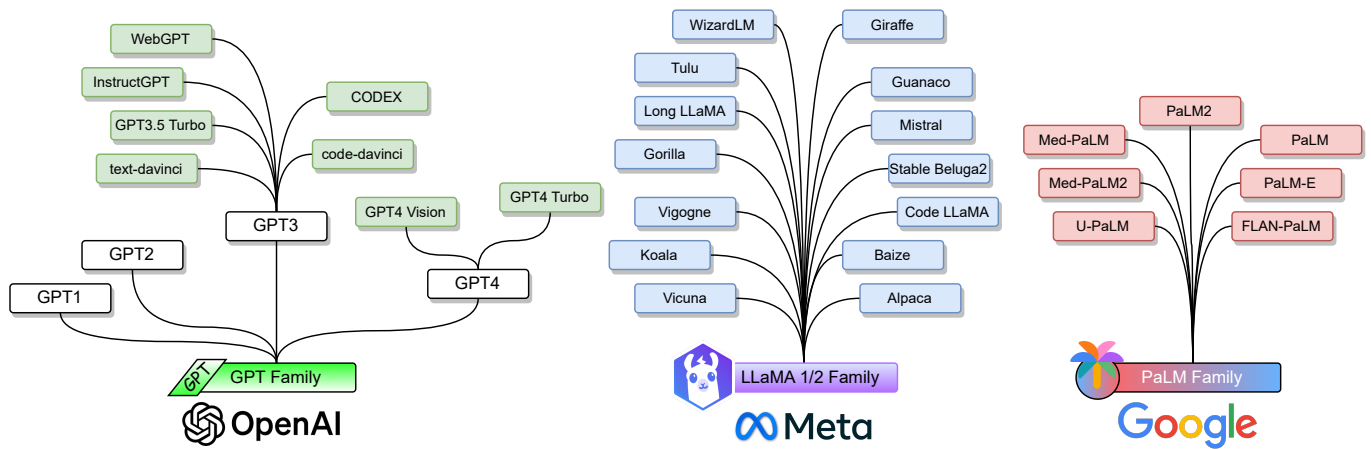 WebGPT
InstructGPT
CODEX
GPT3.5 Turbo
code-davinci
text-davinci
GPT4 Vision
GPT4 Turbo
GPT3
GPT2
GPT4
GPT1
GPT
GPT Family
OpenAI
WizardLM
Giraffe
Tulu
Guanaco
Long LLaMA
Mistral
Gorilla
Stable Beluga2
Vigogne
Code LLaMA
Koala
Baize
Vicuna
Alpaca
LLaMA 1/2 Family
Meta
PaLM2
Med-PaLM
PaLM
Med-PaLM2
PaLM-E
U-PaLM
FLAN-PaLM
PaLM Family
Google